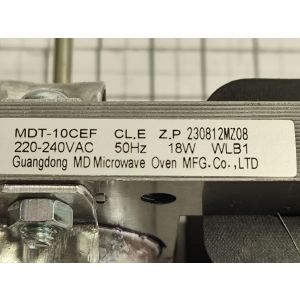 MDT-10CEF CL.E Z.P 230812MZ08
220-240VAC 50Hz 18W WLB1
Guangdong MD Microwave Oven MFG.Co.,LTD